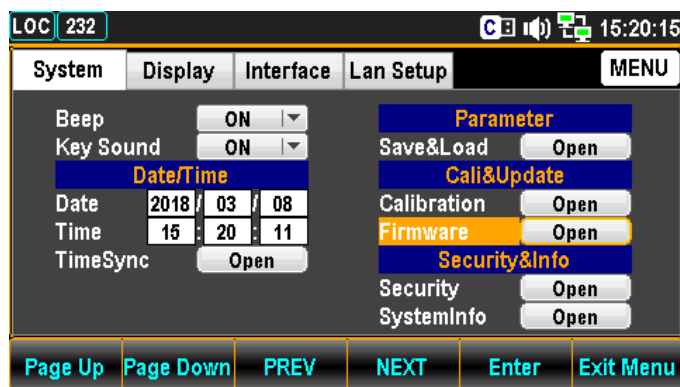 LOC 232 C 15:20:15
System Display Interface Lan Setup MENU
Beep ON
Key Sound ON
Date/Time
Date 2018 / 03 / 08
Time 15 : 20 : 11
TimeSync Open
Parameter
Save&Load Open
Cali&Update
Calibration Open
Firmware Open
Security&Info
Security Open
SystemInfo Open
Page Up Page Down PREV NEXT Enter Exit Menu